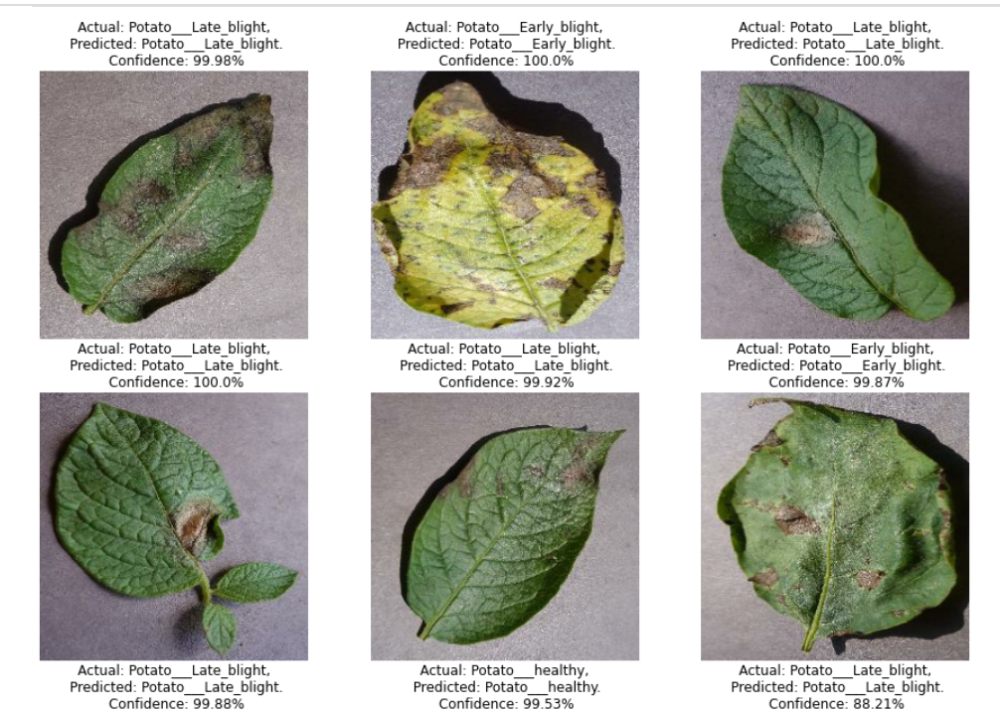 Actual: Potato___Late_blight,
Predicted: Potato___Late_blight.
Confidence: 99.98%
Actual: Potato___Early_blight,
Predicted: Potato___Early_blight.
Confidence: 100.0%
Actual: Potato___Late_blight,
Predicted: Potato___Late_blight.
Confidence: 100.0%
Actual: Potato___Late_blight,
Predicted: Potato___Late_blight.
Confidence: 100.0%
Actual: Potato___Late_blight,
Predicted: Potato___Late_blight.
Confidence: 99.92%
Actual: Potato___Early_blight,
Predicted: Potato___Early_blight.
Confidence: 99.87%
Actual: Potato___Late_blight,
Predicted: Potato___Late_blight.
Confidence: 99.88%
Actual: Potato___healthy,
Predicted: Potato___healthy.
Confidence: 99.53%
Actual: Potato___Late_blight,
Predicted: Potato___Late_blight.
Confidence: 88.21%